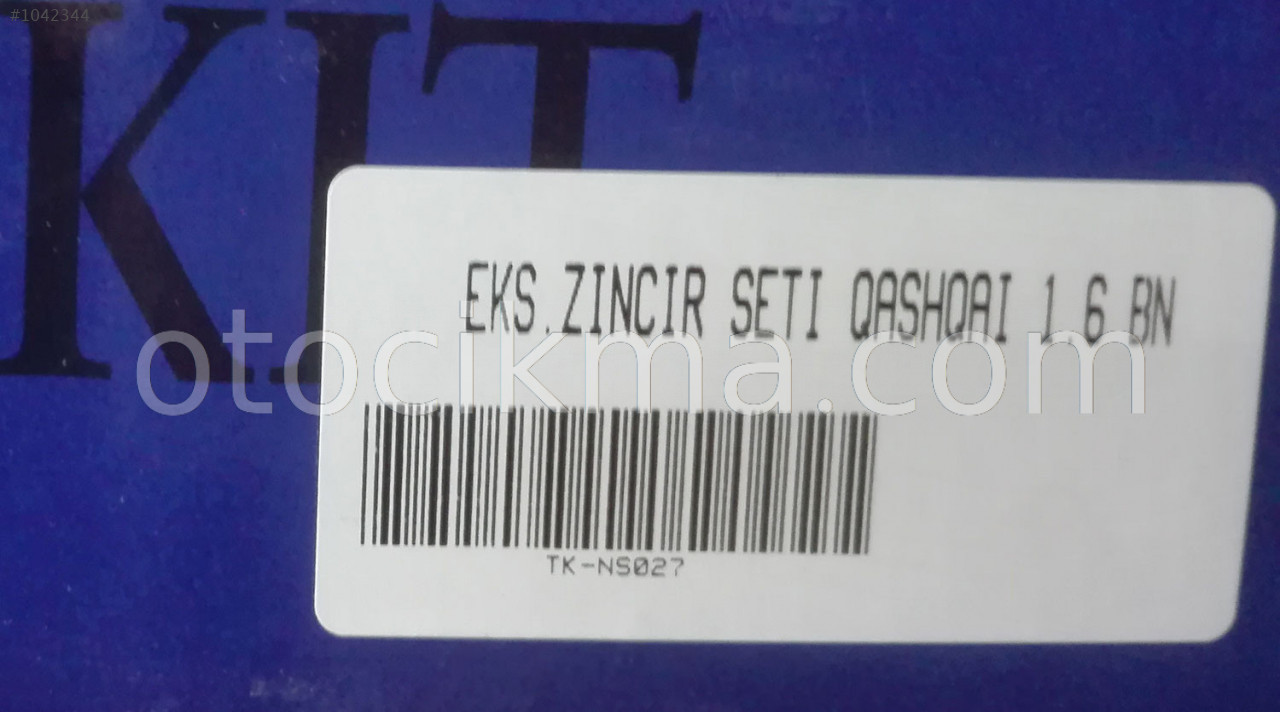 #1042344
KIT
EKS.ZINCIR SETI QASHQAI 1.6 BN
otocikma.com
TK-NS027